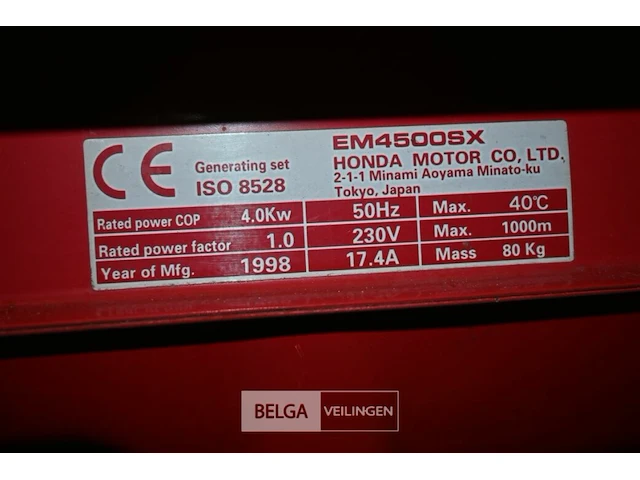 CE
Generating set
ISO 8528
EM4500SX
HONDA MOTOR CO, LTD.
2-1-1 Minami Aoyama Minato-ku
Tokyo, Japan
Rated power COP 4.0Kw 50Hz Max. 40℃
Rated power factor 1.0 230V Max. 1000m
Year of Mfg. 1998 17.4A Mass 80 Kg
BELGA VEILINGEN